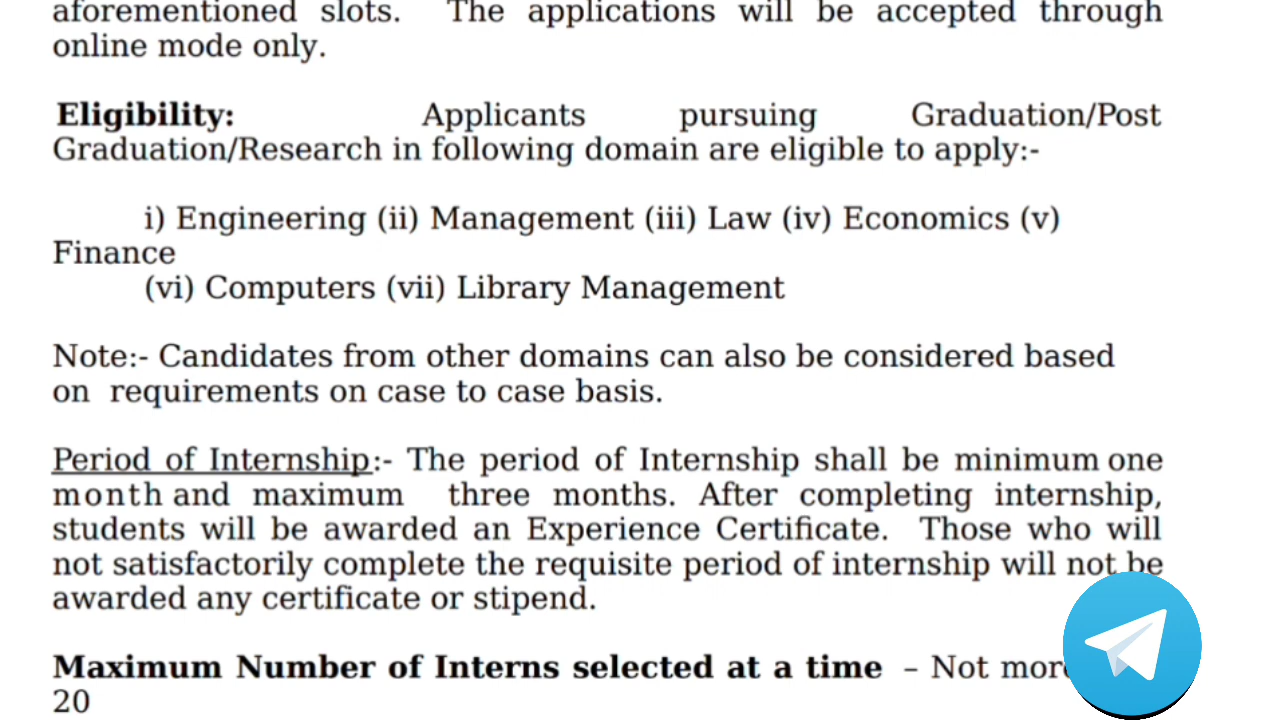 aforementioned slots. The applications will be accepted through
online mode only.
Eligibility: Applicants pursuing Graduation/Post
Graduation/Research in following domain are eligible to apply:-
i) Engineering (ii) Management (iii) Law (iv) Economics (v)
Finance
(vi) Computers (vii) Library Management
Note:- Candidates from other domains can also be considered based
on requirements on case to case basis.
Period of Internship:- The period of Internship shall be minimum one
month and maximum three months. After completing internship,
students will be awarded an Experience Certificate. Those who will
not satisfactorily complete the requisite period of internship will not be
awarded any certificate or stipend.
Maximum Number of Interns selected at a time – Not more
20